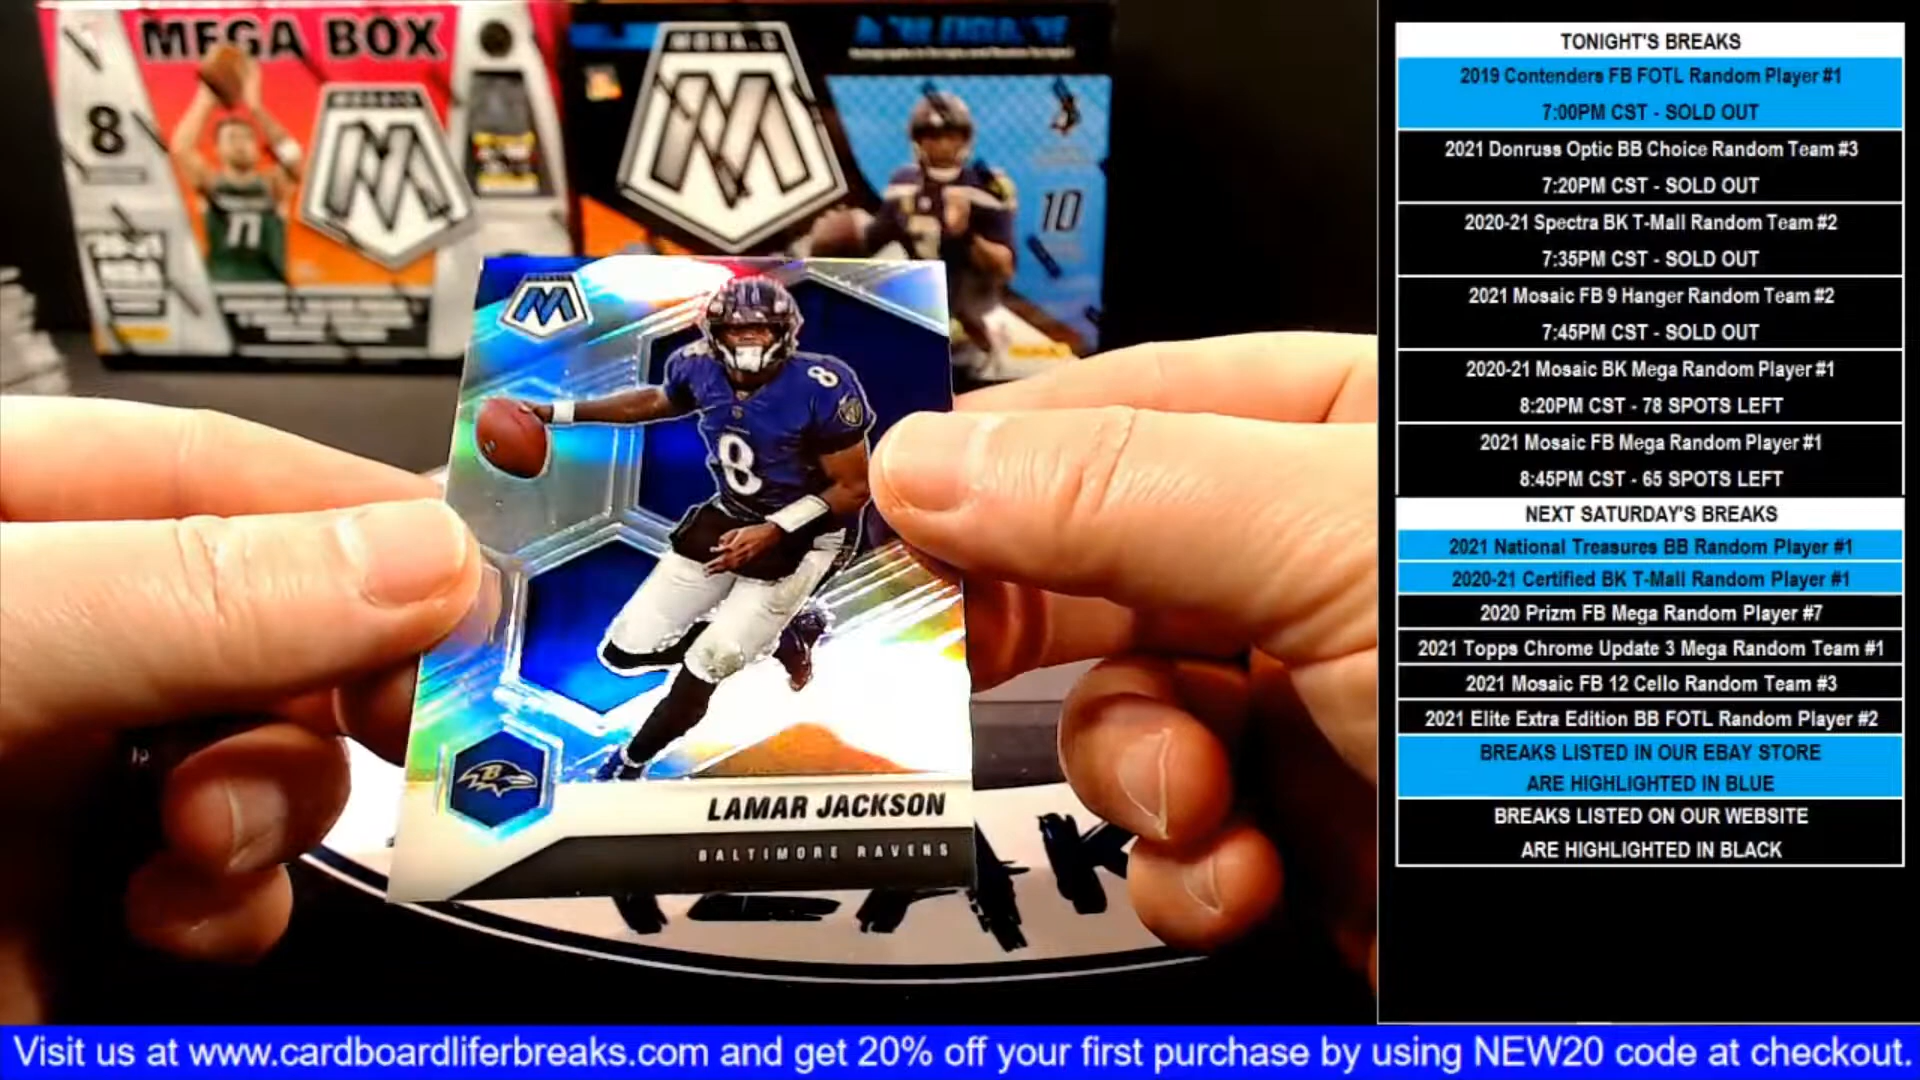 MEGA BOX
8
MOSAIC
10
MOSAIC
8
8
LAMAR JACKSON
BALTIMORE RAVENS
TONIGHT'S BREAKS
2019 Contenders FB FOTL Random Player #1
7:00PM CST - SOLD OUT
2021 Donruss Optic BB Choice Random Team #3
7:20PM CST - SOLD OUT
2020-21 Spectra BK T-Mall Random Team #2
7:35PM CST - SOLD OUT
2021 Mosaic FB 9 Hanger Random Team #2
7:45PM CST - SOLD OUT
2020-21 Mosaic BK Mega Random Player #1
8:20PM CST - 78 SPOTS LEFT
2021 Mosaic FB Mega Random Player #1
8:45PM CST - 65 SPOTS LEFT
NEXT SATURDAY'S BREAKS
2021 National Treasures BB Random Player #1
2020-21 Certified BK T-Mall Random Player #1
2020 Prizm FB Mega Random Player #7
2021 Topps Chrome Update 3 Mega Random Team #1
2021 Mosaic FB 12 Cello Random Team #3
2021 Elite Extra Edition BB FOTL Random Player #2
BREAKS LISTED IN OUR EBAY STORE
ARE HIGHLIGHTED IN BLUE
BREAKS LISTED ON OUR WEBSITE
ARE HIGHLIGHTED IN BLACK
Visit us at www.cardboardliferbreaks.com and get 20% off your first purchase by using NEW20 code at checkout.